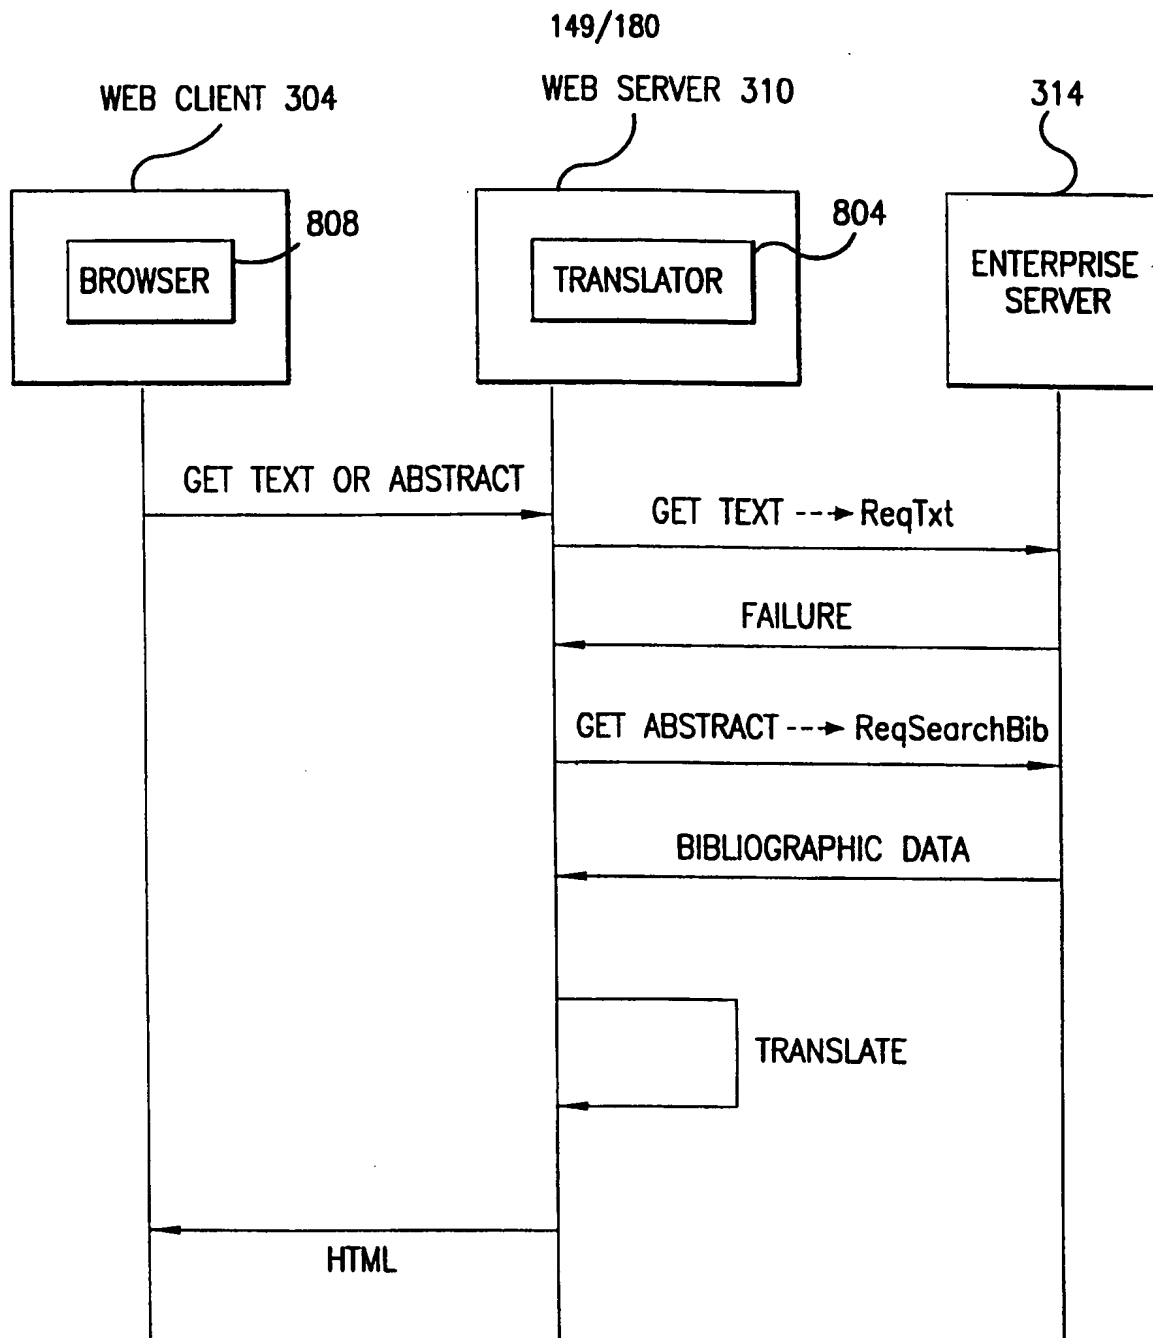 149/180
WEB CLIENT 304
WEB SERVER 310
314
808
804
BROWSER
TRANSLATOR
ENTERPRISE
SERVER
GET TEXT OR ABSTRACT
GET TEXT ---➔ ReqTxt
FAILURE
GET ABSTRACT ---➔ ReqSearchBib
BIBLIOGRAPHIC DATA
TRANSLATE
HTML